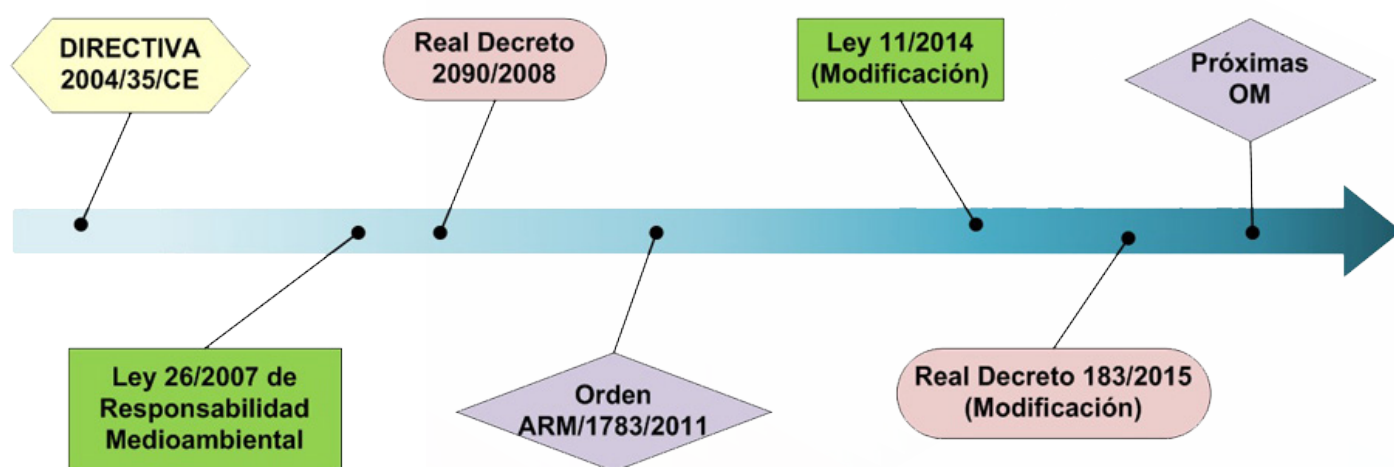 DIRECTIVA
2004/35/CE
Real Decreto
2090/2008
Ley 11/2014
(Modificación)
Próximas
OM
Ley 26/2007 de
Responsabilidad
Medioambiental
Orden
ARM/1783/2011
Real Decreto 183/2015
(Modificación)